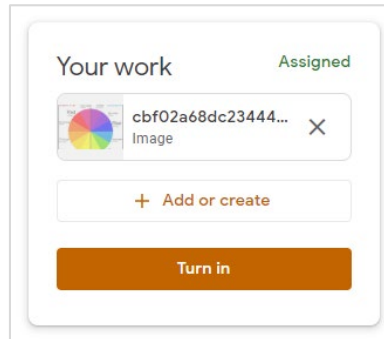 Your work
Assigned
cbf02a68dc23444...
Image
+ Add or create
Turn in